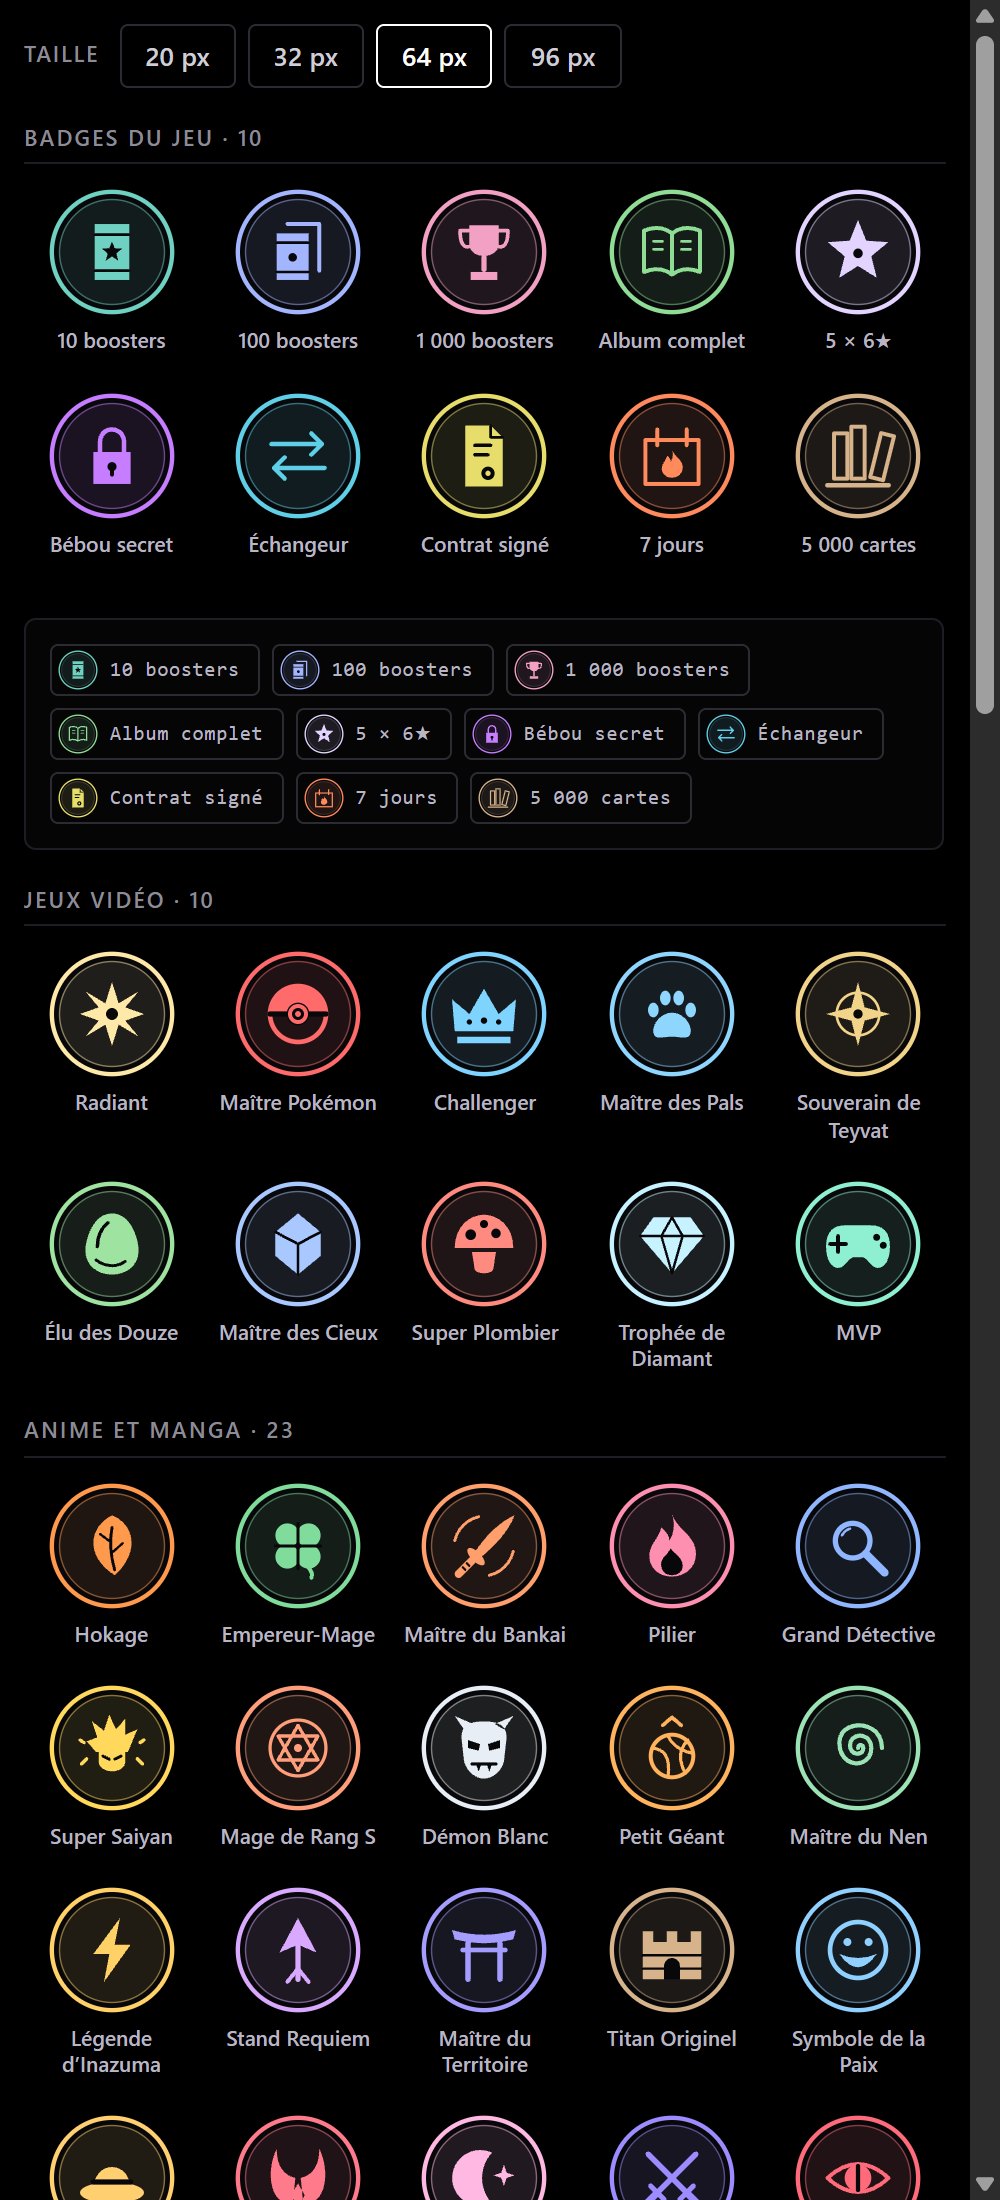 TAILLE 20 px 32 px 64 px 96 px
BADGES DU JEU · 10
10 boosters 100 boosters 1 000 boosters Album complet 5 × 6★
Bébou secret Échangeur Contrat signé 7 jours 5 000 cartes
10 boosters 100 boosters 1 000 boosters
Album complet 5 × 6★ Bébou secret Échangeur
Contrat signé 7 jours 5 000 cartes
JEUX VIDÉO · 10
Radiant Maître Pokémon Challenger Maître des Pals Souverain de
Teyvat
Élu des Douze Maître des Cieux Super Plombier Trophée de MVP
Diamant
ANIME ET MANGA · 23
Hokage Empereur-Mage Maître du Bankai Pilier Grand Détective
Super Saiyan Mage de Rang S Démon Blanc Petit Géant Maître du Nen
Légende Stand Requiem Maître du Titan Originel Symbole de la
d’Inazuma Territoire Paix